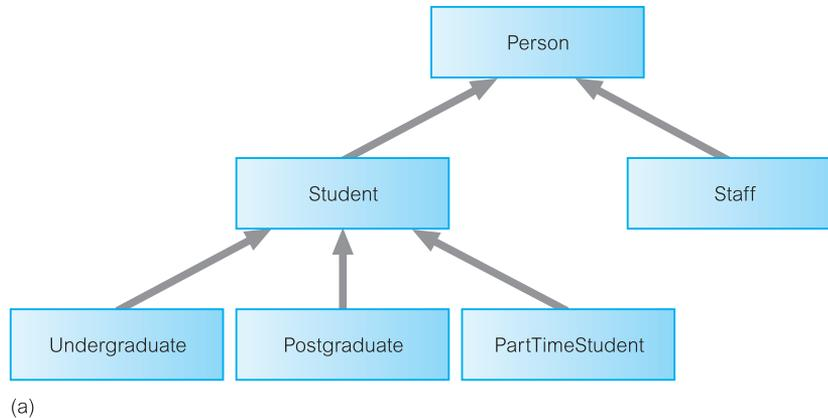 Person
Student
Staff
Undergraduate
Postgraduate
PartTimeStudent
(a)